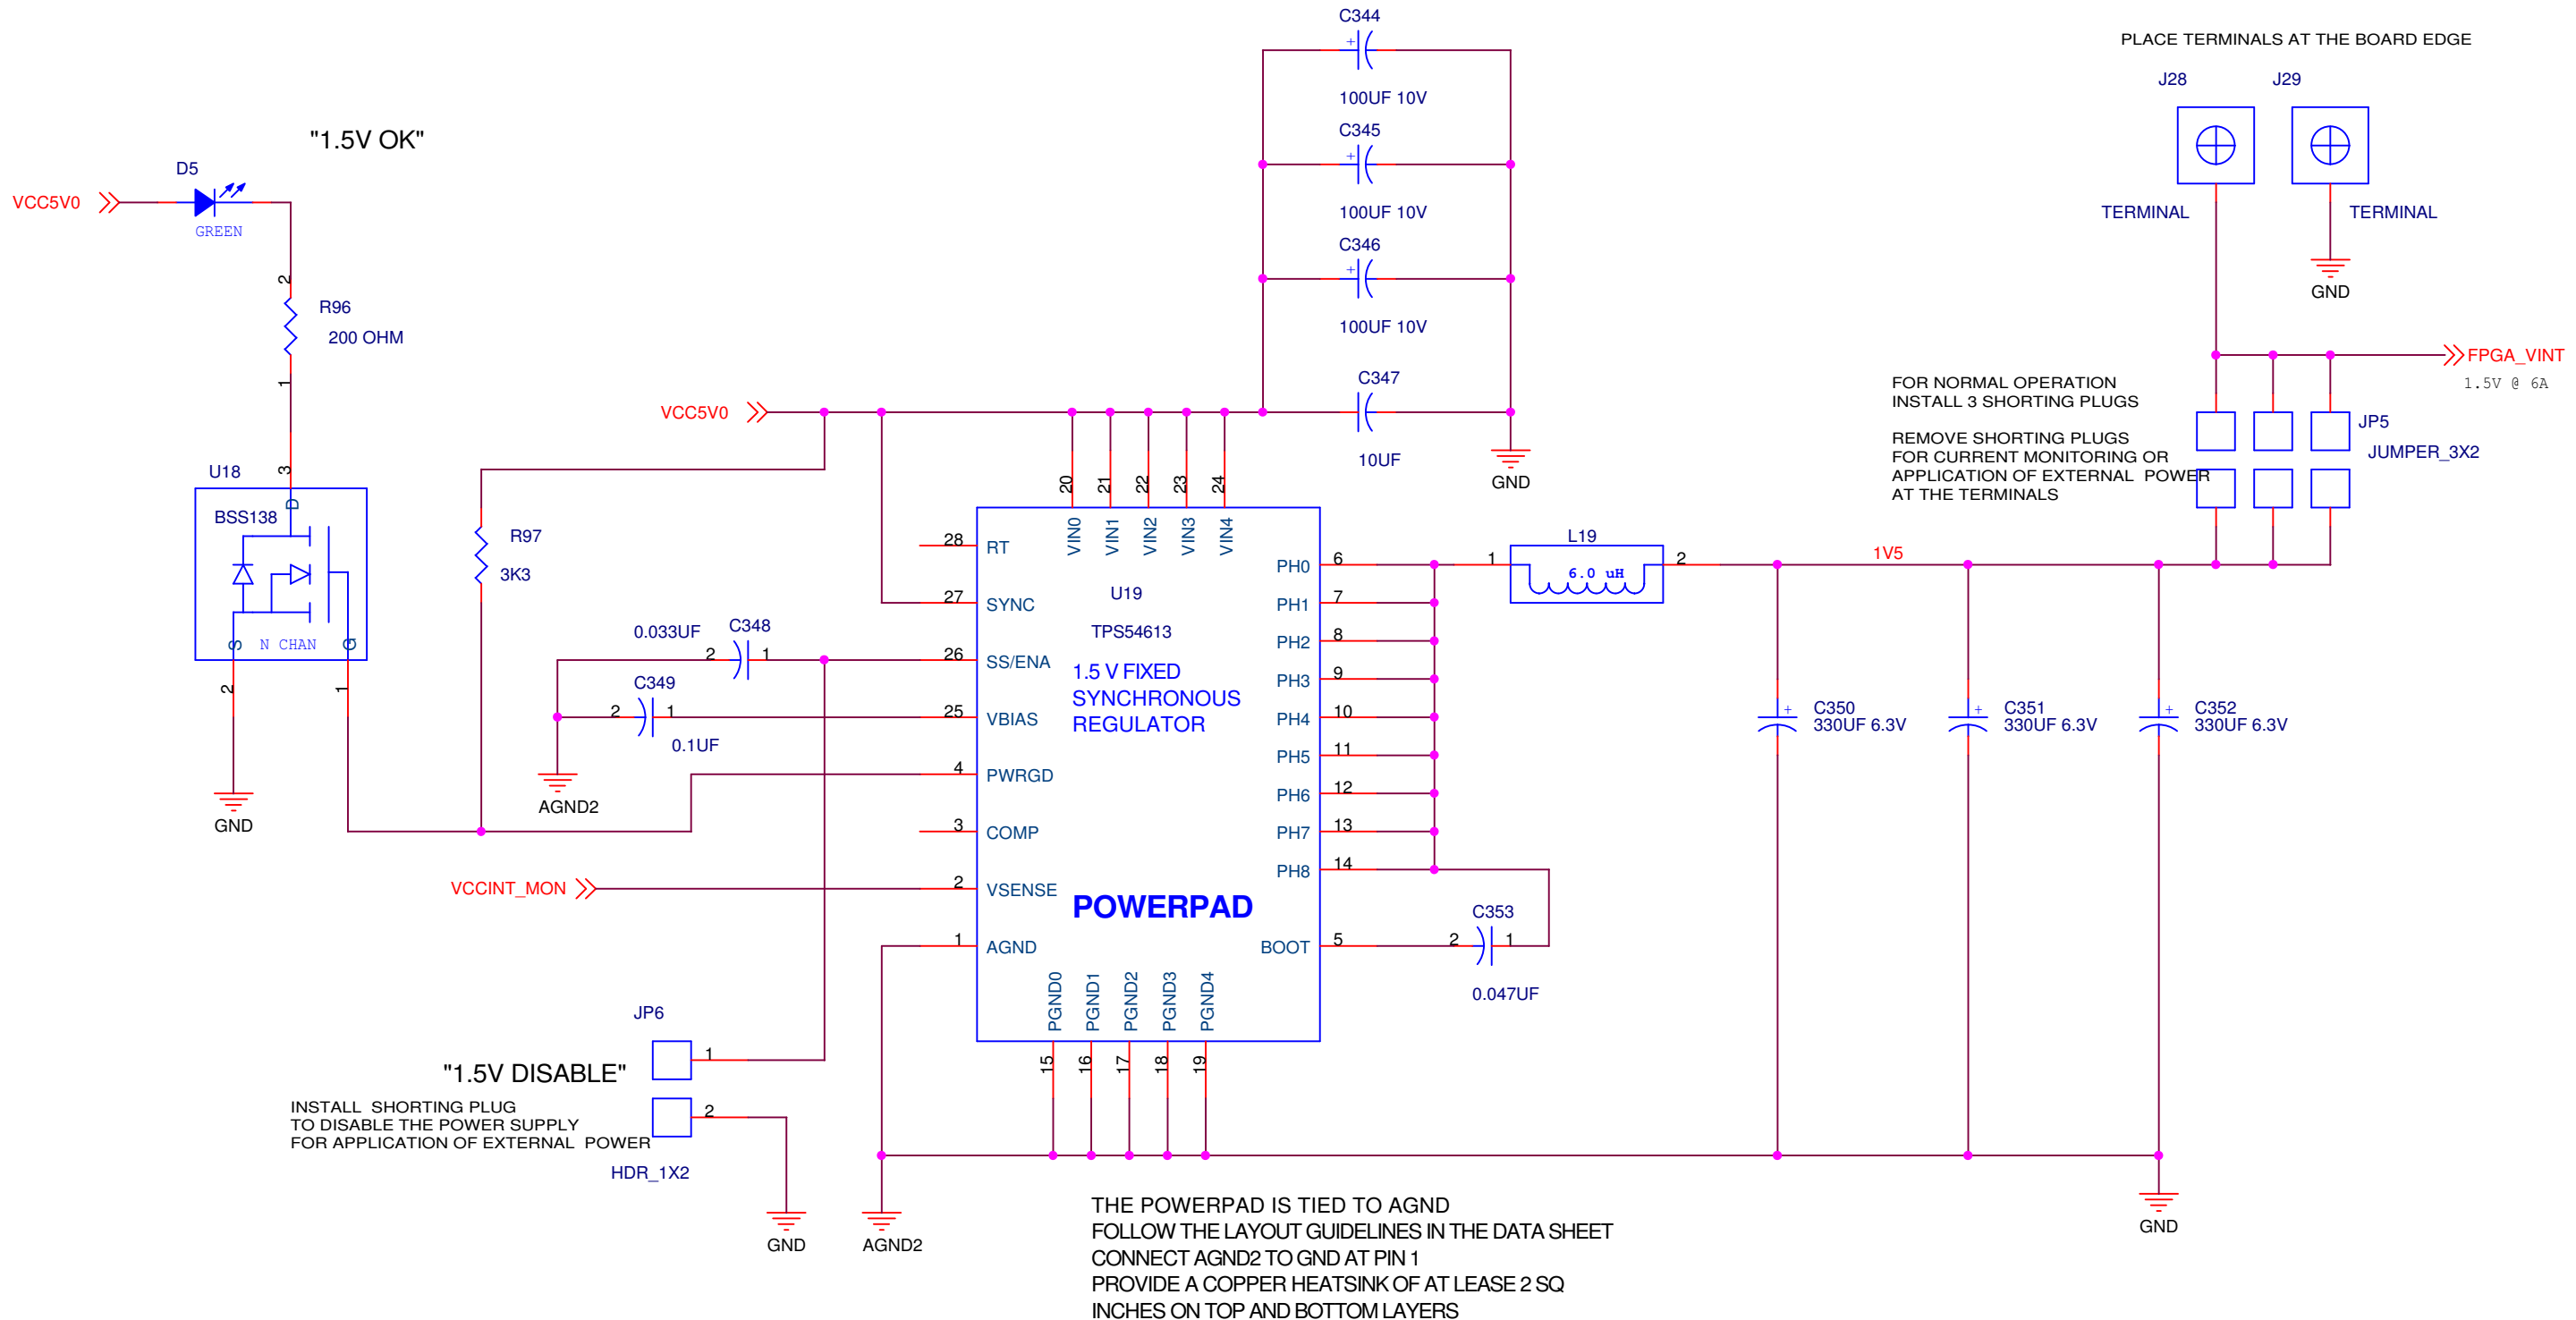 C344
100UF 10V
C345
100UF 10V
C346
100UF 10V
C347
10UF
GND
PLACE TERMINALS AT THE BOARD EDGE
J28
J29
TERMINAL
TERMINAL
GND
FPGA_VINT
1.5V @ 6A
FOR NORMAL OPERATION
INSTALL 3 SHORTING PLUGS
REMOVE SHORTING PLUGS
FOR CURRENT MONITORING OR
APPLICATION OF EXTERNAL POWER
AT THE TERMINALS
JP5
JUMPER_3X2
"1.5V OK"
D5
VCC5V0
GREEN
2
R96
200 OHM
1
3
U18
D
BSS138
S
N CHAN
G
2
1
GND
VCC5V0
R97
3K3
20
21
22
23
24
VIN0
VIN1
VIN2
VIN3
VIN4
28
RT
27
SYNC
0.033UF
C348
2
1
26
SS/ENA
C349
2
1
0.1UF
25
VBIAS
AGND2
4
PWRGD
3
COMP
VCCINT_MON
2
VSENSE
1
AGND
U19
TPS54613
1.5 V FIXED
SYNCHRONOUS
REGULATOR
POWERPAD
PH0
6
PH1
7
PH2
8
PH3
9
PH4
10
PH5
11
PH6
12
PH7
13
PH8
14
BOOT
5
C353
2
1
0.047UF
L19
1
6.0 uH
2
1V5
C350
330UF 6.3V
C351
330UF 6.3V
C352
330UF 6.3V
PGND0
PGND1
PGND2
PGND3
PGND4
15
16
17
18
19
JP6
1
"1.5V DISABLE"
2
INSTALL SHORTING PLUG
TO DISABLE THE POWER SUPPLY
FOR APPLICATION OF EXTERNAL POWER
HDR_1X2
GND
AGND2
GND
THE POWERPAD IS TIED TO AGND
FOLLOW THE LAYOUT GUIDELINES IN THE DATA SHEET
CONNECT AGND2 TO GND AT PIN 1
PROVIDE A COPPER HEATSINK OF AT LEASE 2 SQ
INCHES ON TOP AND BOTTOM LAYERS